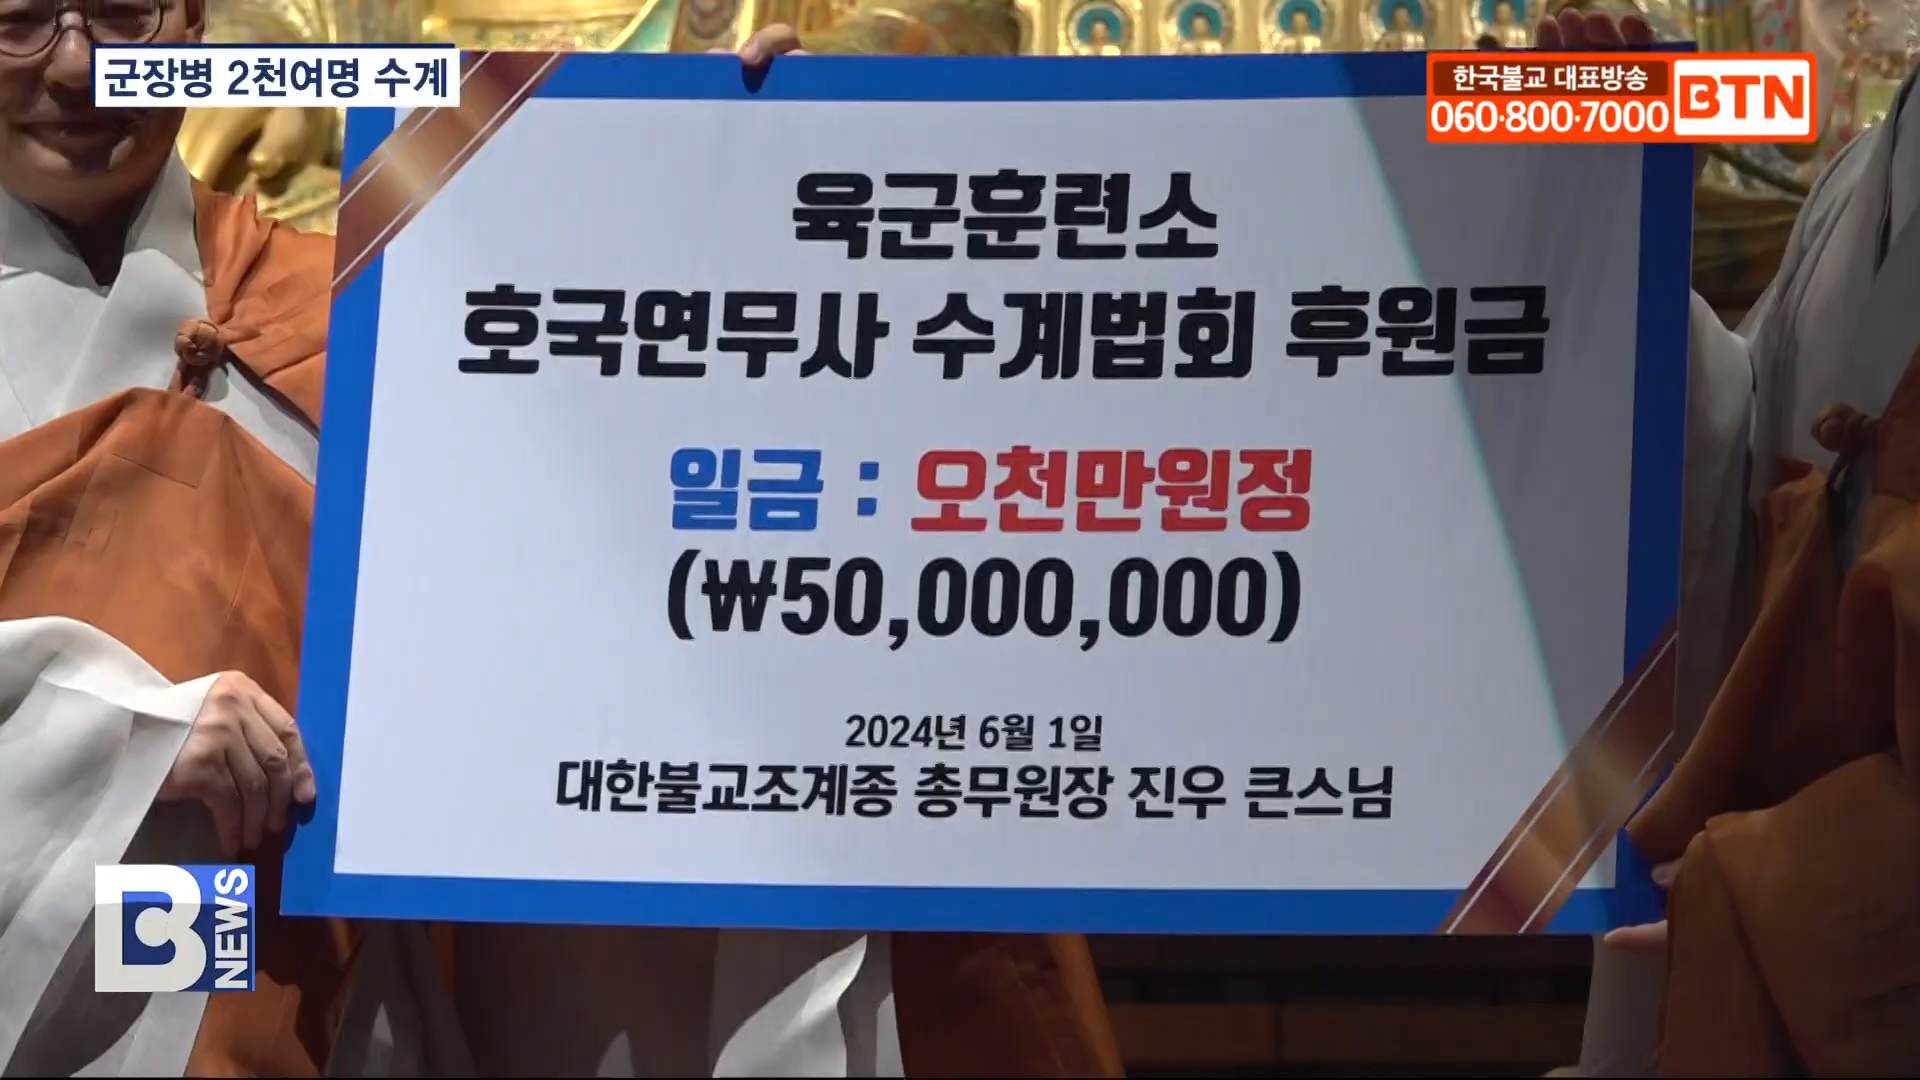 군장병 2천여명 수계
한국불교 대표방송
060·800·7000
BTN
육군훈련소
호국연무사 수계법회 후원금
일금 : 오천만원정
(₩50,000,000)
2024년 6월 1일
대한불교조계종 총무원장 진우 큰스님
B NEWS